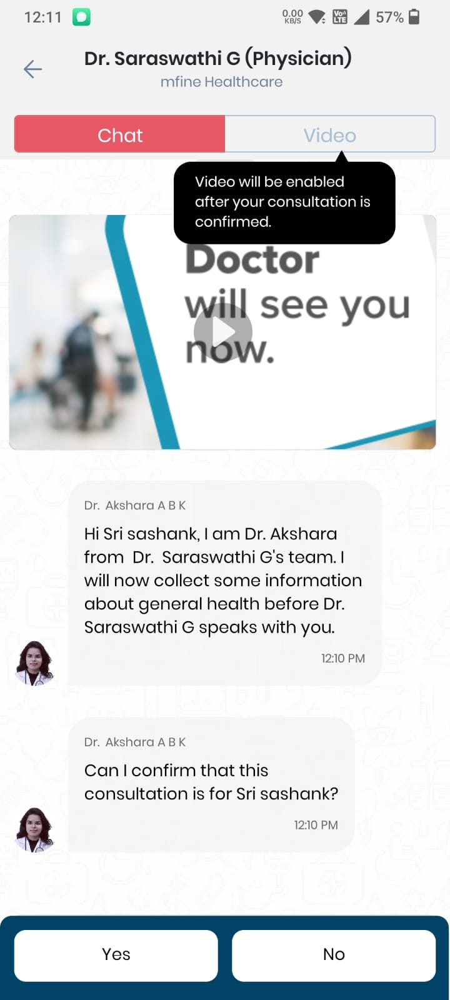 12:11
0.00
KB/S
Vo))
LTE
57%
Dr. Saraswathi G (Physician)
mfine Healthcare
Chat
Video
Video will be enabled
after your consultation is
confirmed.
Doctor
will see you
now.
Dr. Akshara A B K
Hi Sri sashank, I am Dr. Akshara
from Dr. Saraswathi G's team. I
will now collect some information
about general health before Dr.
Saraswathi G speaks with you.
12:10 PM
Dr. Akshara A B K
Can I confirm that this
consultation is for Sri sashank?
12:10 PM
Yes
No